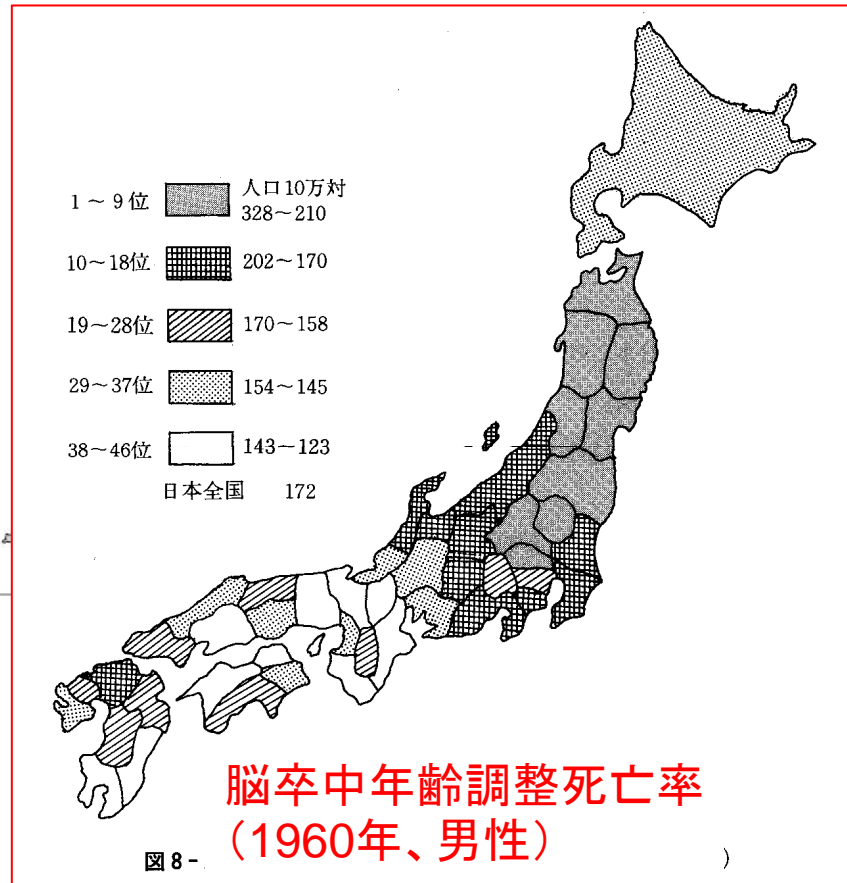 人口10万対
1～9位 328～210
10～18位 202～170
19～28位 170～158
29～37位 154～145
38～46位 143～123
日本全国 172
脳卒中年齢調整死亡率
（1960年、男性）
図8- ）